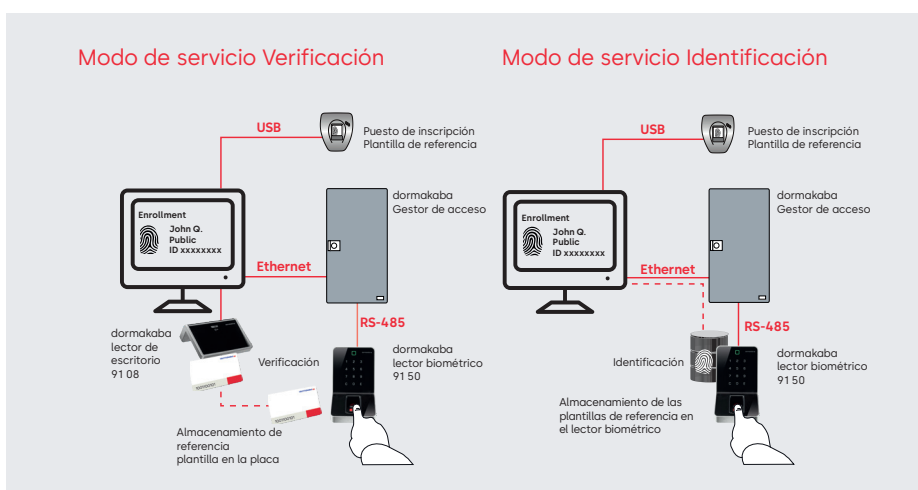 Modo de servicio Verificación
USB
Puesto de inscripción
Plantilla de referencia
dormakaba
Gestor de acceso
Enrollment
John Q.
Public
ID xxxxxxxx
Ethernet
RS-485
dormakaba
lector de
escritorio
91 08
Verificación
dormakaba
lector biométrico
91 50
Almacenamiento de
referencia
plantilla en la placa
Modo de servicio Identificación
USB
Puesto de inscripción
Plantilla de referencia
dormakaba
Gestor de acceso
Enrollment
John Q.
Public
ID xxxxxxxx
Ethernet
RS-485
Identificación
dormakaba
lector biométrico
91 50
Almacenamiento de las
plantillas de referencia en
el lector biométrico